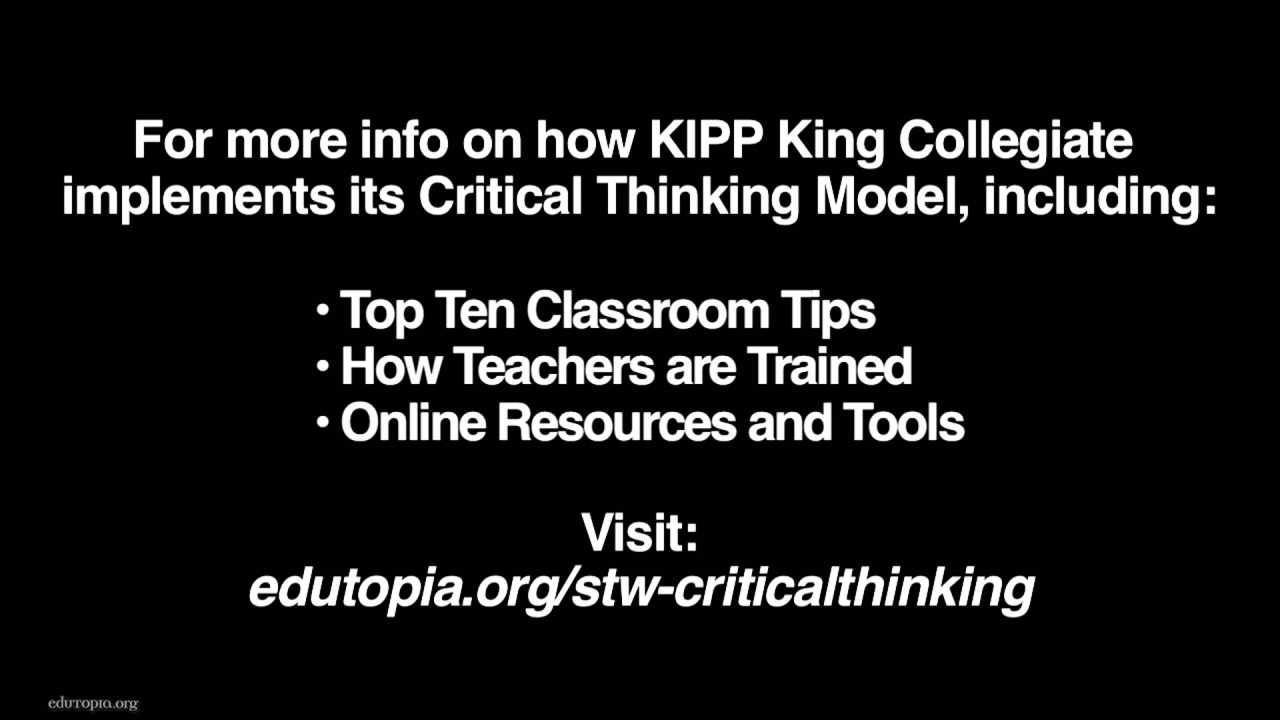 For more info on how KIPP King Collegiate
implements its Critical Thinking Model, including:
• Top Ten Classroom Tips
• How Teachers are Trained
• Online Resources and Tools
Visit:
edutopia.org/stw-criticalthinking
edutopia.org